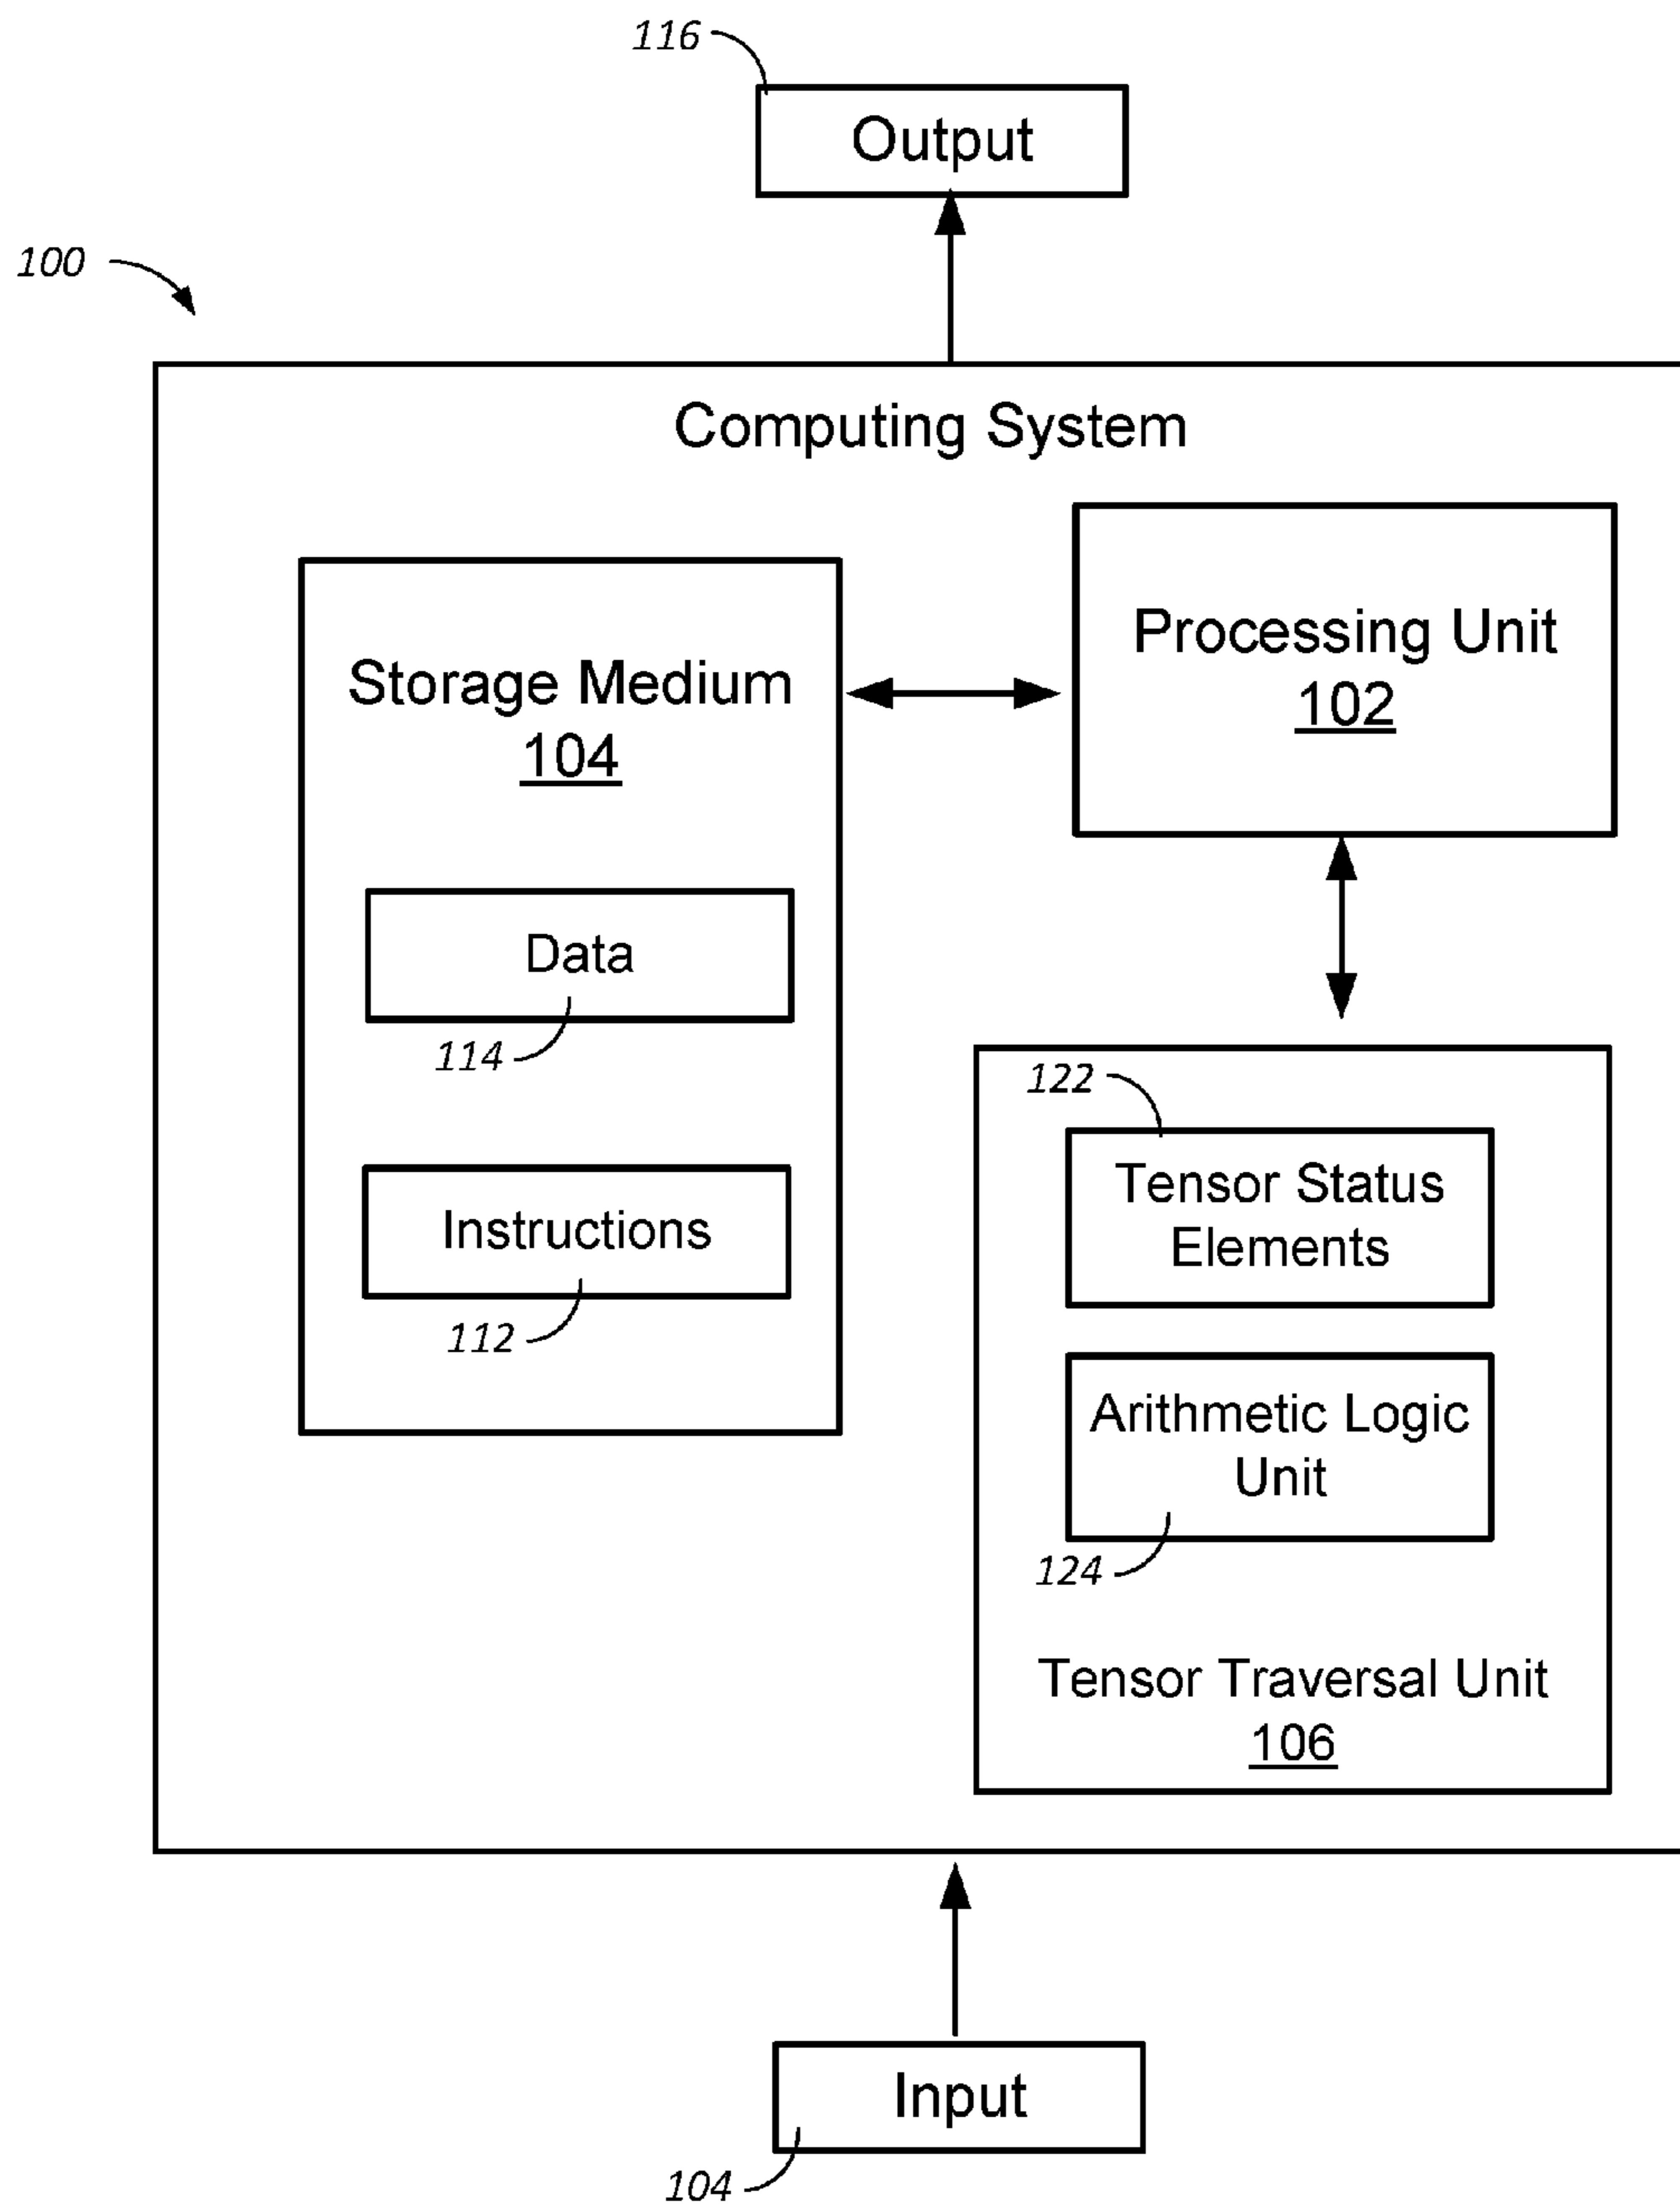 116
Output
100
Computing System
Processing Unit
102
Storage Medium
104
Data
114
Instructions
112
122
Tensor Status
Elements
Arithmetic Logic
Unit
124
Tensor Traversal Unit
106
Input
104